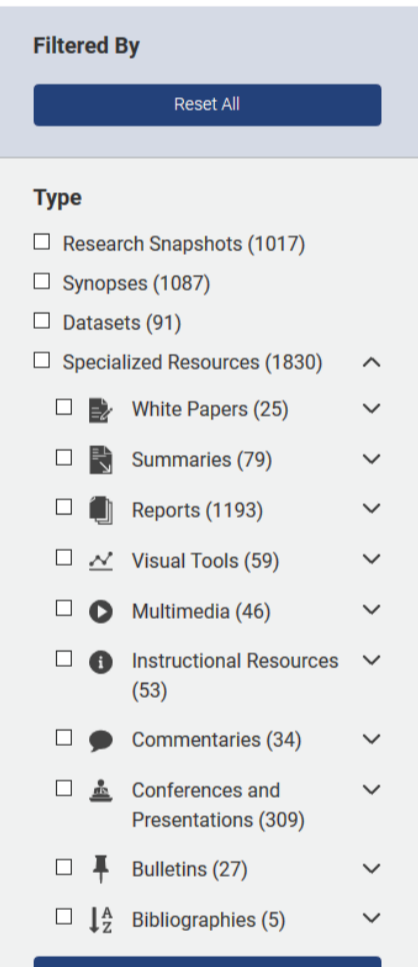 Filtered By
Reset All
Type
Research Snapshots (1017)
Synopses (1087)
Datasets (91)
Specialized Resources (1830)
White Papers (25)
Summaries (79)
Reports (1193)
Visual Tools (59)
Multimedia (46)
Instructional Resources
(53)
Commentaries (34)
Conferences and
Presentations (309)
Bulletins (27)
Bibliographies (5)